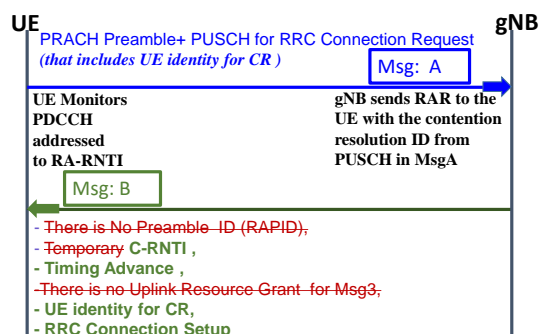 UE gNB
PRACH Preamble+ PUSCH for RRC Connection Request
(that includes UE identity for CR )
Msg: A
UE Monitors
PDCCH
addressed
to RA-RNTI
gNB sends RAR to the
UE with the contention
resolution ID from
PUSCH in MsgA
Msg: B
- There is No Preamble ID (RAPID),
- Temporary C-RNTI ,
- Timing Advance ,
-There is no Uplink Resource Grant for Msg3,
- UE identity for CR,
- RRC Connection Setup